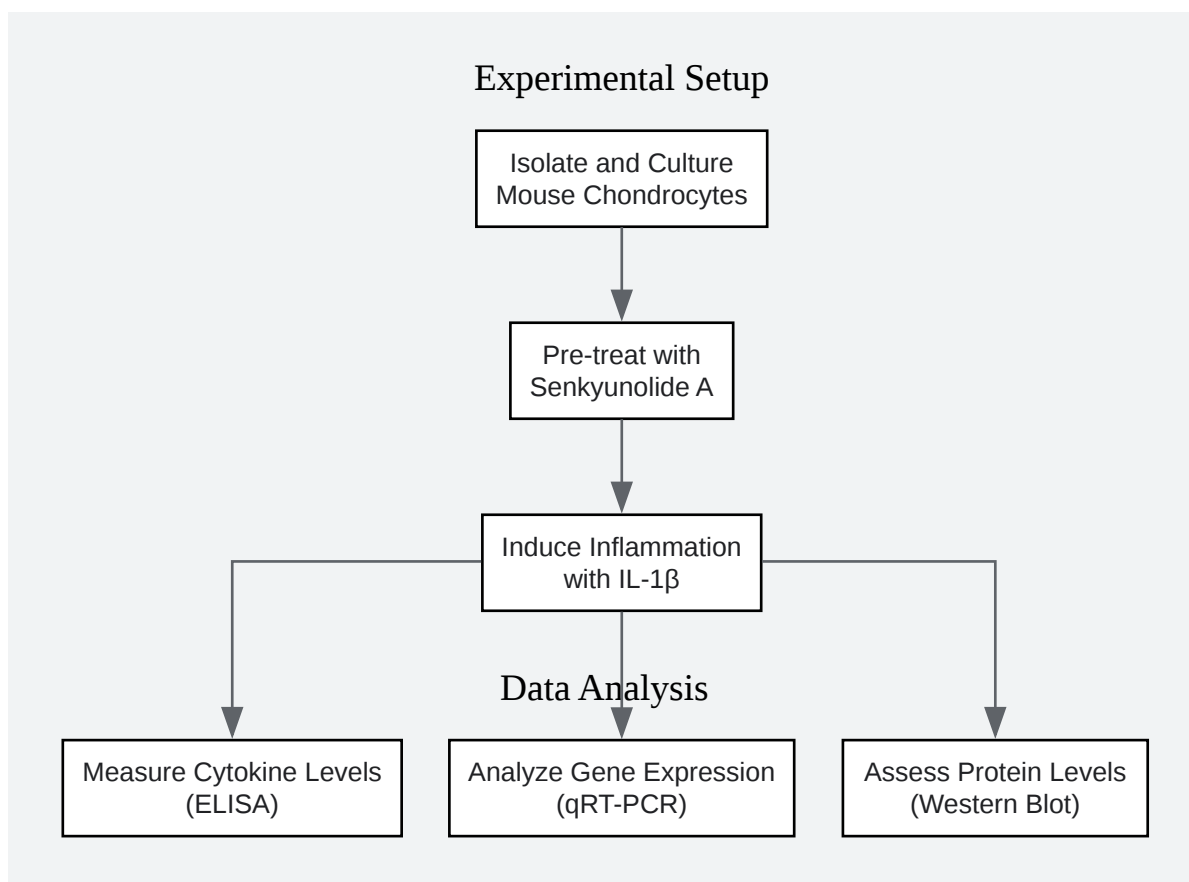 Experimental Setup
Isolate and Culture
Mouse Chondrocytes
Pre-treat with
Senkyunolide A
Induce Inflammation
with IL-1β
Data Analysis
Measure Cytokine Levels
(ELISA)
Analyze Gene Expression
(qRT-PCR)
Assess Protein Levels
(Western Blot)